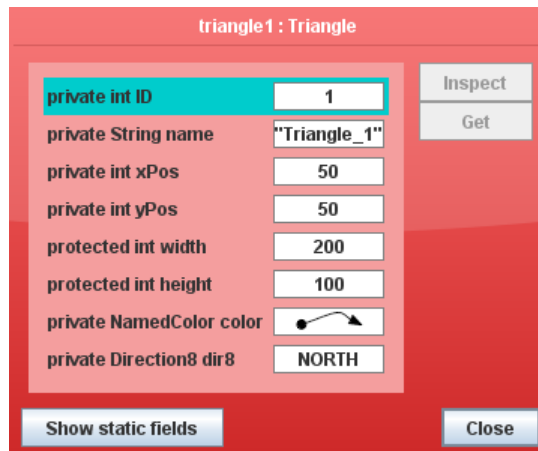 triangle1 : Triangle
private int ID 1
Inspect
private String name "Triangle_1"
Get
private int xPos 50
private int yPos 50
protected int width 200
protected int height 100
private NamedColor color
private Direction8 dir8 NORTH
Show static fields Close